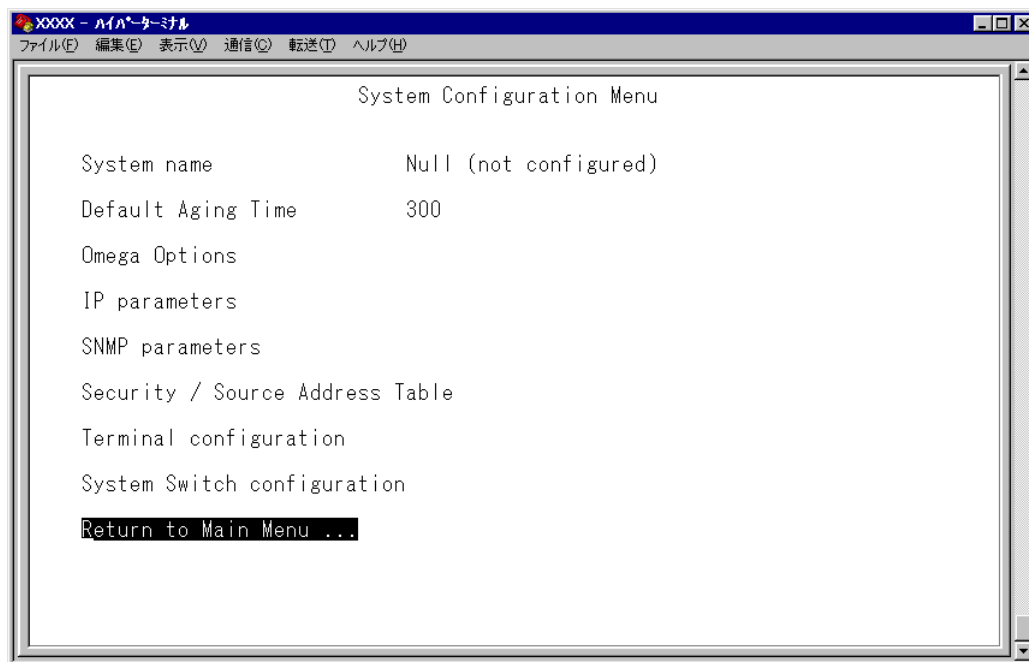 XXXX - ﾊｲﾊﾟｰﾀｰﾐﾅﾙ
ファイル(F) 編集(E) 表示(V) 通信(C) 転送(T) ヘルプ(H)
System Configuration Menu
System name Null (not configured)
Default Aging Time 300
Omega Options
IP parameters
SNMP parameters
Security / Source Address Table
Terminal configuration
System Switch configuration
Return to Main Menu ...